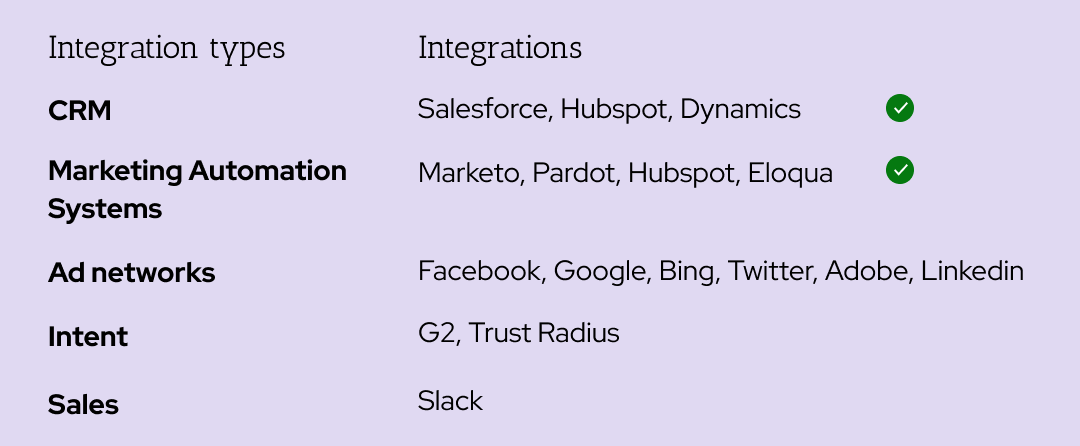 Integration types Integrations
CRM Salesforce, Hubspot, Dynamics
Marketing Automation Marketo, Pardot, Hubspot, Eloqua
Systems
Ad networks Facebook, Google, Bing, Twitter, Adobe, Linkedin
Intent G2, Trust Radius
Sales Slack